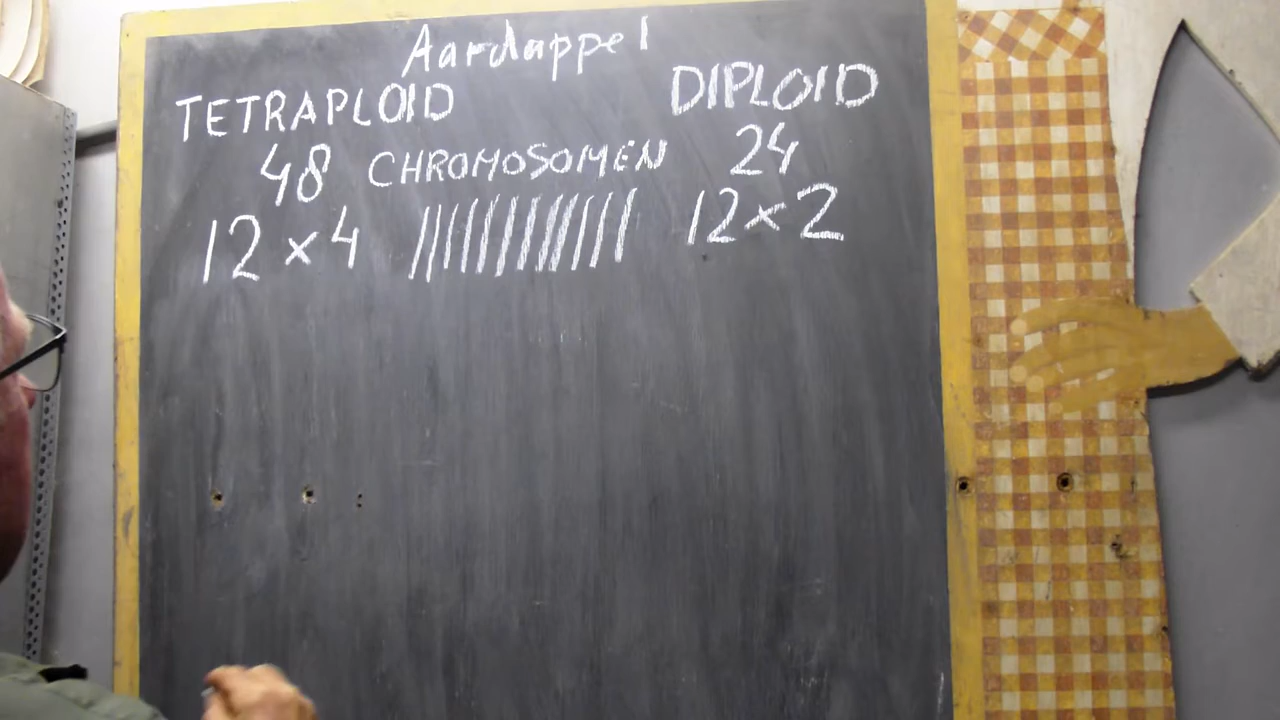 Aardappel
TETRAPLOID DIPLOID
48 CHROMOSOMEN 24
12 x 4 12 x 2